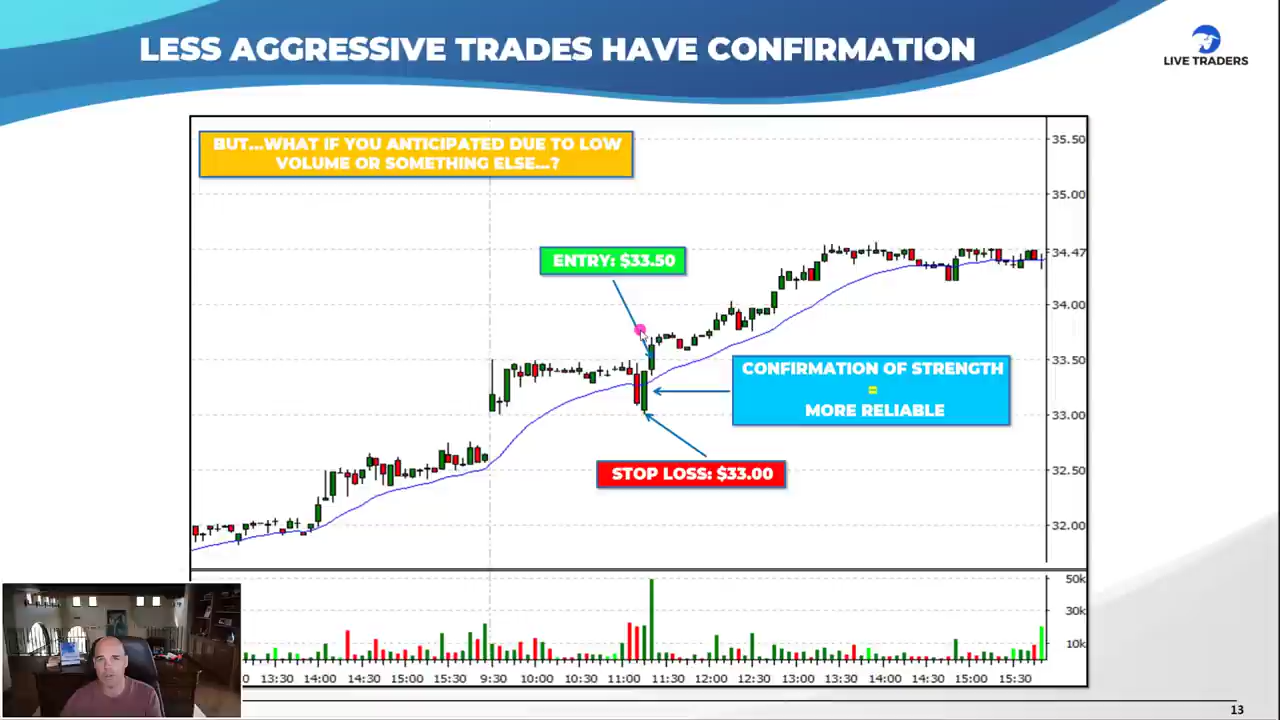 LESS AGGRESSIVE TRADES HAVE CONFIRMATION
LIVE TRADERS
BUT...WHAT IF YOU ANTICIPATED DUE TO LOW
VOLUME OR SOMETHING ELSE...?
35.50
35.00
34.47
34.00
33.50
33.00
32.50
32.00
ENTRY: $33.50
CONFIRMATION OF STRENGTH
=
MORE RELIABLE
STOP LOSS: $33.00
50k
30k
10k
0 13:30 14:00 14:30 15:00 15:30 9:30 10:00 10:30 11:00 11:30 12:00 12:30 13:00 13:30 14:00 14:30 15:00 15:30
13